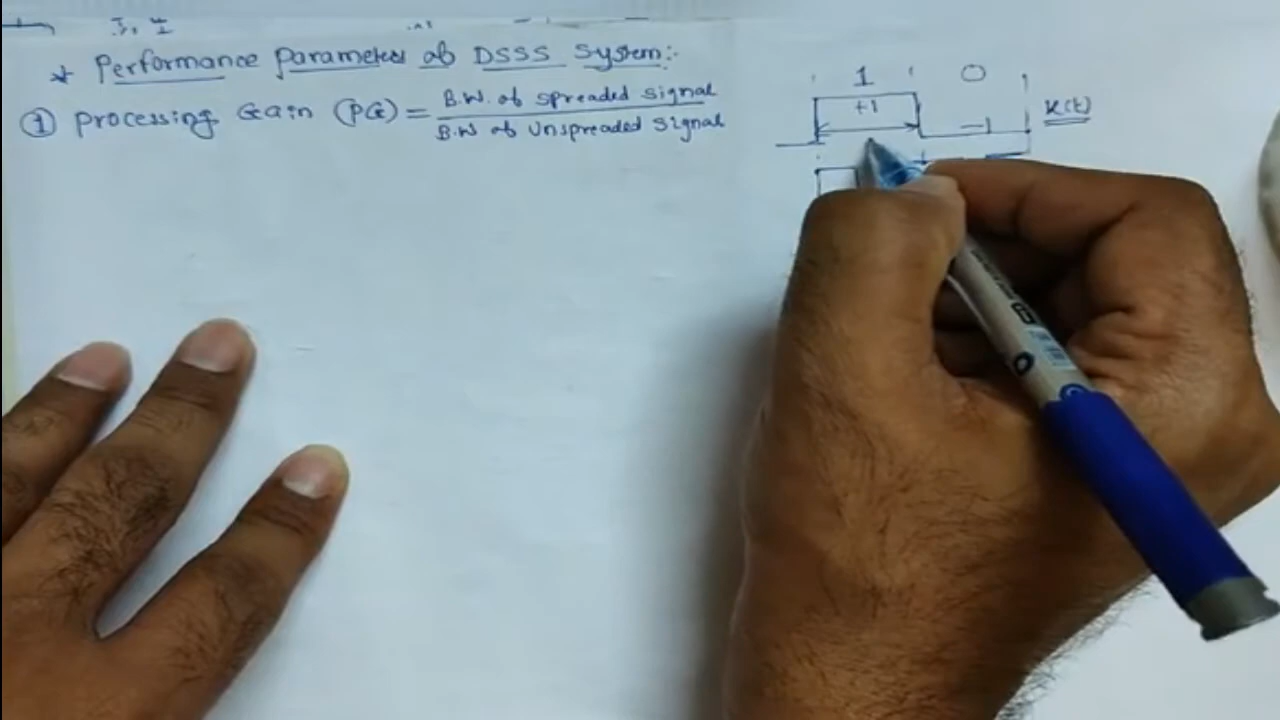 * Performance Parameters of DSSS System:-
① Processing Gain (PG) = B.W. of Spreaded Signal
B.W of Unspreaded Signal
1 0
+1
-1
x(t)